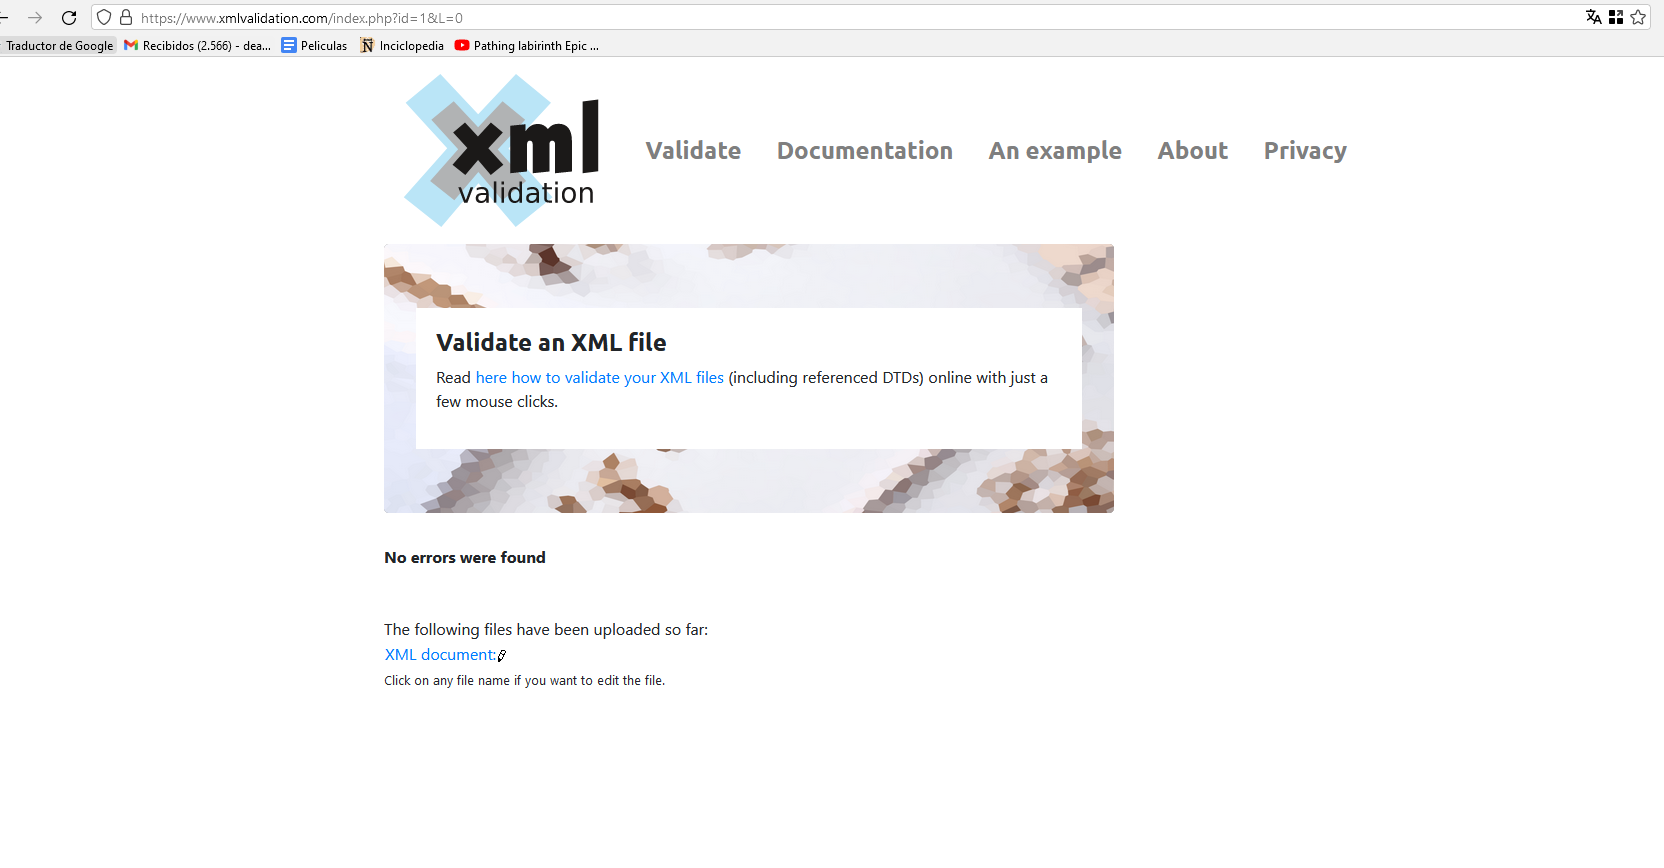 https://www.xmlvalidation.com/index.php?id=1&L=0
Traductor de Google Recibidos (2.566) - dea... Peliculas Inciclopedia Pathing labirinth Epic ...
xml
validation
Validate Documentation An example About Privacy
Validate an XML file
Read here how to validate your XML files (including referenced DTDs) online with just a
few mouse clicks.
No errors were found
The following files have been uploaded so far:
XML document:
Click on any file name if you want to edit the file.